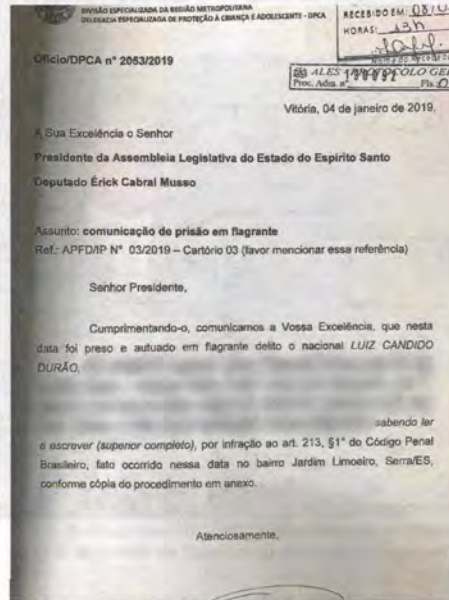 DIVISÃO ESPECIALIZADA DA REGIÃO METROPOLITANA
DELEGACIA ESPECIALIZADA DE PROTEÇÃO À CRIANÇA E ADOLESCENTE - DPCA
RECEBIDO EM 08/0
HORAS: 13h
ALES PROTOCOLO GE
Proc. Adm. nº Fls.
Ofício/DPCA nº 2063/2019
Vitória, 04 de janeiro de 2019.
À Sua Excelência o Senhor
Presidente da Assembleia Legislativa do Estado do Espírito Santo
Deputado Érick Cabral Musso
Assunto: comunicação de prisão em flagrante
Ref.: APFD/IP Nº 03/2019 – Cartório 03 (favor mencionar essa referência)
Senhor Presidente,
Cumprimentando-o, comunicamos a Vossa Excelência, que nesta
data foi preso e autuado em flagrante delito o nacional LUIZ CANDIDO
DURÃO,
sabendo ler
e escrever (superior completo), por infração ao art. 213, §1° do Código Penal
Brasileiro, fato ocorrido nessa data no bairro Jardim Limoeiro, Serra/ES,
conforme cópia do procedimento em anexo.
Atenciosamente,